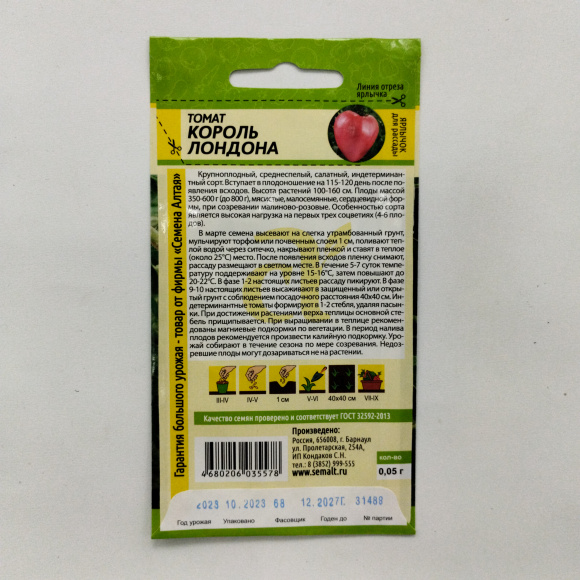 Линия отреза
ярлычка
ТОМАТ
КОРОЛЬ
ЛОНДОНА
ЯРЛЫЧОК
для рассады
Гарантия большого урожая - товар от фирмы «Семена Алтая»
Крупноплодный, среднеспелый, салатный, индетерминант-
ный сорт. Вступает в плодоношение на 115-120 день после по-
явления всходов. Высота растений 100-160 см. Плоды массой
350-600 г (до 800 г), мясистые, малосемянные, сердцевидной фор-
мы, при созревании малиново-розовые. Особенностью сорта
является высокая нагрузка на первых трех соцветиях (4-6 пло-
дов).
В марте семена высевают на слегка утрамбованный грунт,
мульчируют торфом или почвенным слоем 1 см, поливают теп-
лой водой через ситечко, накрывают пленкой и ставят в теплое
(около 25°С) место. После появления всходов пленку снимают,
рассаду размещают в светлом месте. В течение 5-7 суток темпе-
ратуру поддерживают на уровне 15-16°С, затем повышают до
20-22°С. В фазе 1-2 настоящих листьев рассаду пикируют. В фазе
9-10 настоящих листьев высаживают в защищенный или откры-
тый грунт с соблюдением посадочного расстояния 40х40 см. Ин-
детерминантные томаты формируют в 1-2 стебля, удаляя пасын-
ки. При достижении растениями верха теплицы основной сте-
бель прищипывается. При выращивании в теплице рекомен-
дованы магниевые подкормки по вегетации. В период налива
плодов рекомендуется произвести калийную подкормку. Уро-
жай собирают в течение сезона по мере созревания. Недоз-
ревшие плоды могут дозариваться не на растении.
III-IV IV-V 1 см V-VI 40х40 см VII-IX
Качество семян проверено и соответствует ГОСТ 32592-2013
Произведено:
Россия, 656008, г. Барнаул
ул. Пролетарская, 254А,
ИП Кондаков С.Н.
тел.: 8 (3852) 999-555
www.semalt.ru
кол-во
0,05 г
4 680206 035578
2023 10.2023 68 12.2027Г. 31489
Год урожая Упаковано Фасовщик Годен до № партии